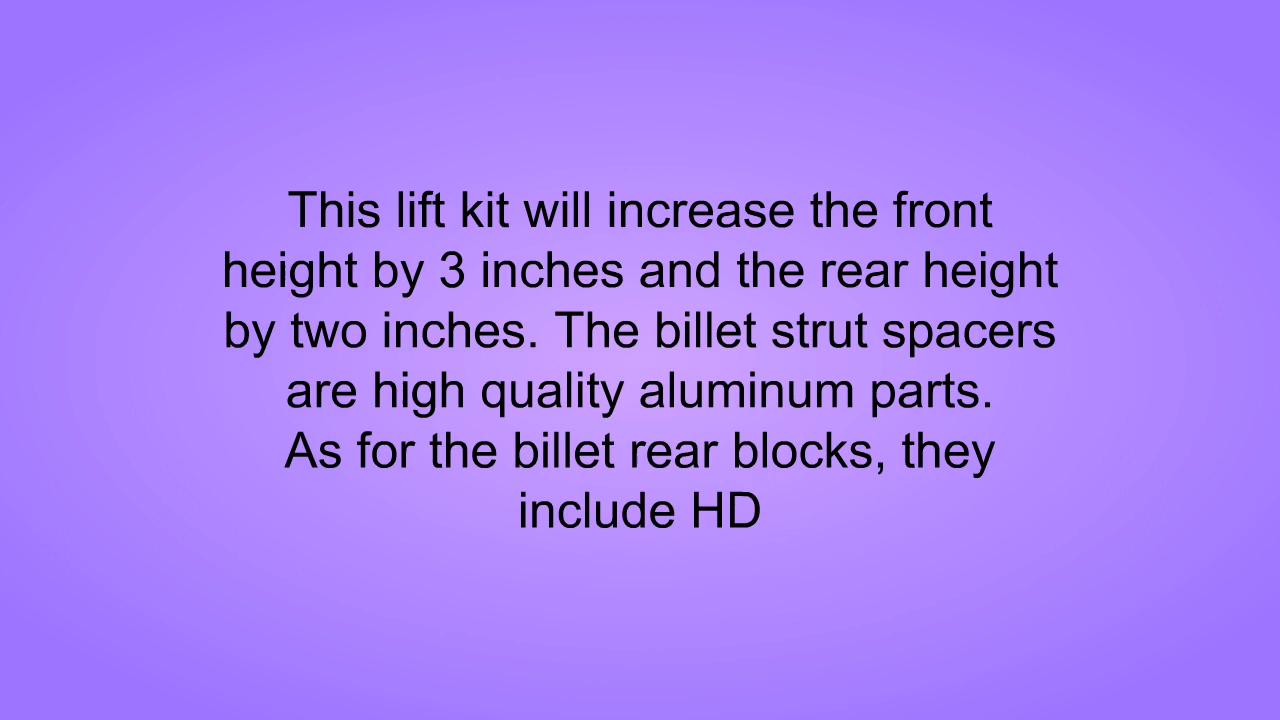 This lift kit will increase the front
height by 3 inches and the rear height
by two inches. The billet strut spacers
are high quality aluminum parts.
As for the billet rear blocks, they
include HD